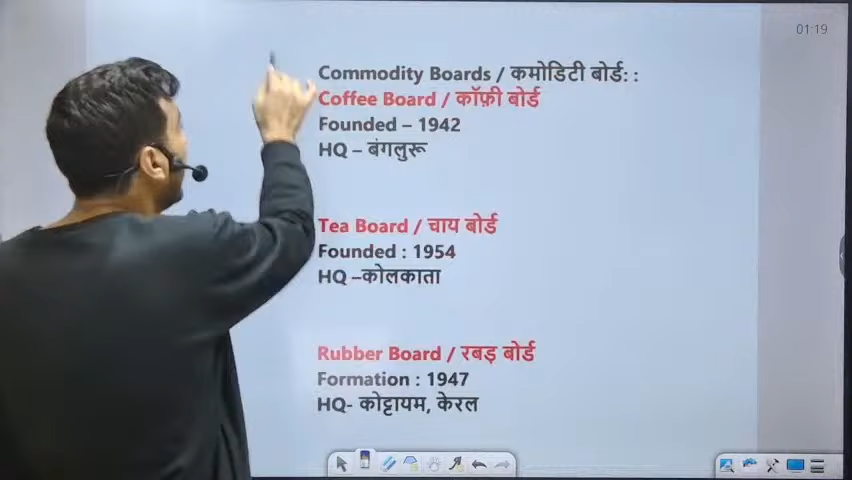 01:19
Commodity Boards / कमोडिटी बोर्ड: :
Coffee Board / कॉफ़ी बोर्ड
Founded – 1942
HQ – बंगलुरू
Tea Board / चाय बोर्ड
Founded : 1954
HQ –कोलकाता
Rubber Board / रबड़ बोर्ड
Formation : 1947
HQ- कोट्टायम, केरल